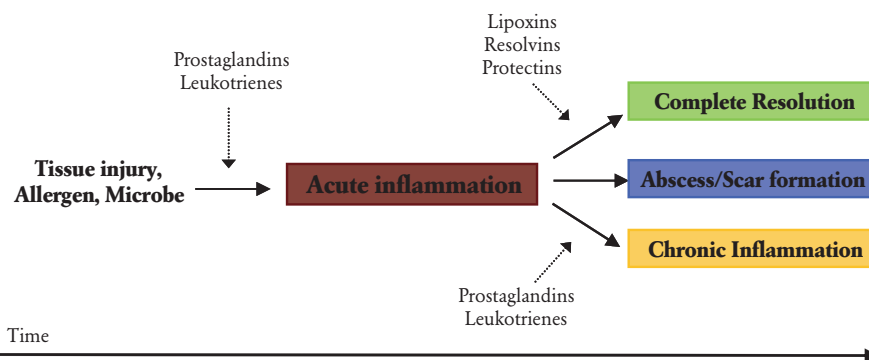 Lipoxins
Resolvins
Protectins
Prostaglandins
Leukotrienes
Complete Resolution
Tissue injury,
Allergen, Microbe
Acute inflammation
Abscess/Scar formation
Chronic Inflammation
Prostaglandins
Leukotrienes
Time